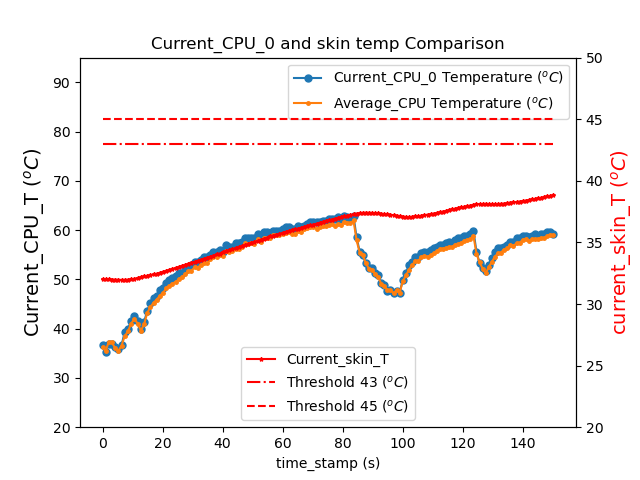 Current_CPU_0 and skin temp Comparison
Current_CPU_0 Temperature (°C)
Average_CPU Temperature (°C)
Current_skin_T
Threshold 43 (°C)
Threshold 45 (°C)
Current_CPU_T (°C)
90
80
70
60
50
40
30
20
current_skin_T (°C)
50
45
40
35
30
25
20
0 20 40 60 80 100 120 140
time_stamp (s)